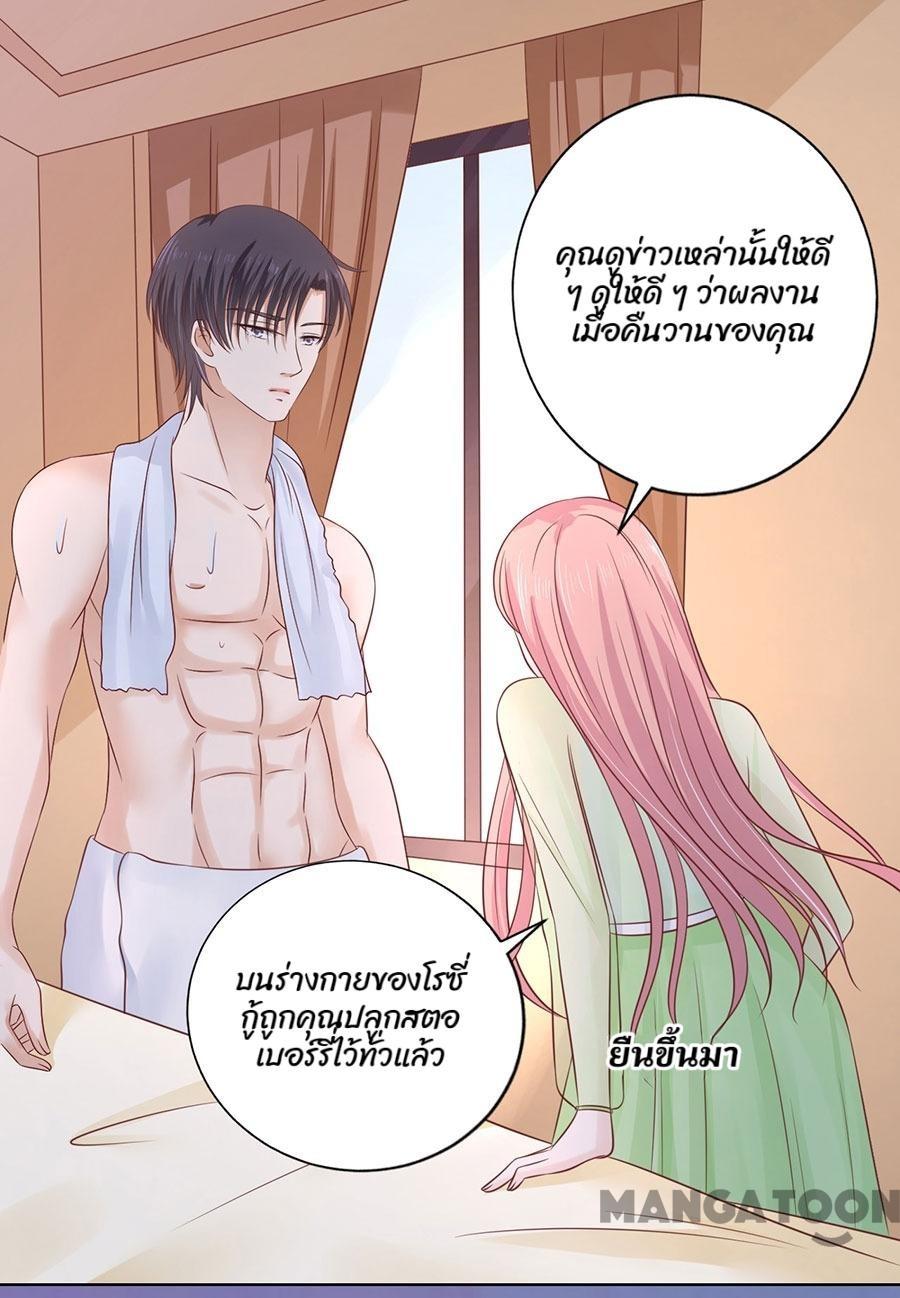 คุณดูข่าวเหล่านั้นให้ดี
ๆ ดูให้ดี ๆ ว่าผลงาน
เมื่อคืนวานของคุณ
บนร่างกายของโรซี่
กู้ถูกคุณปลูกสตอ
เบอร์รี่ไว้ทั่วแล้ว
ยืนขึ้นมา
MANGATOON